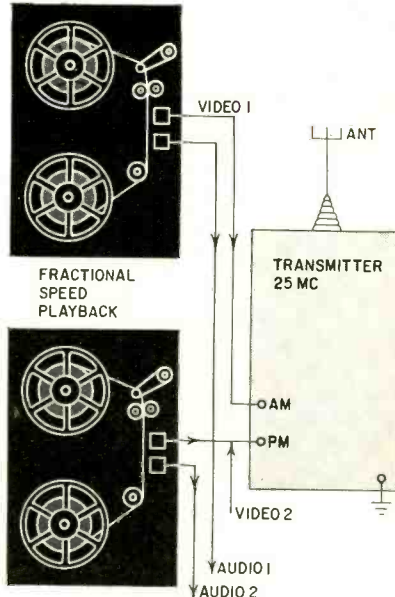 VIDEO 1
ANT
FRACTIONAL
SPEED
PLAYBACK
TRANSMITTER
25 MC
AM
PM
VIDEO 2
AUDIO 1
AUDIO 2